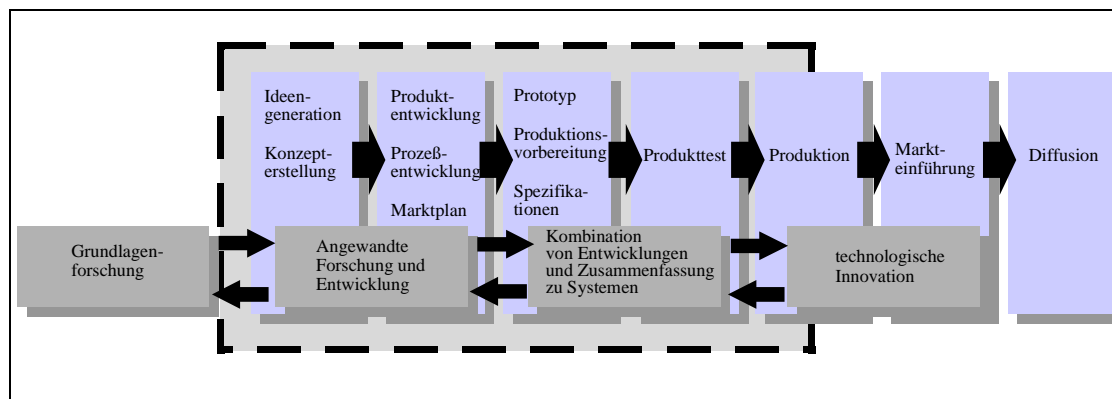 Ideen-
generation
Konzept-
erstellung
Produkt-
entwicklung
Prozeß-
entwicklung
Marktplan
Prototyp
Produktions-
vorbereitung
Spezifika-
tionen
Produkttest
Produktion
Markt-
einführung
Diffusion
Grundlagen-
forschung
Angewandte
Forschung und
Entwicklung
Kombination
von Entwicklungen
und Zusammenfassung
zu Systemen
technologische
Innovation